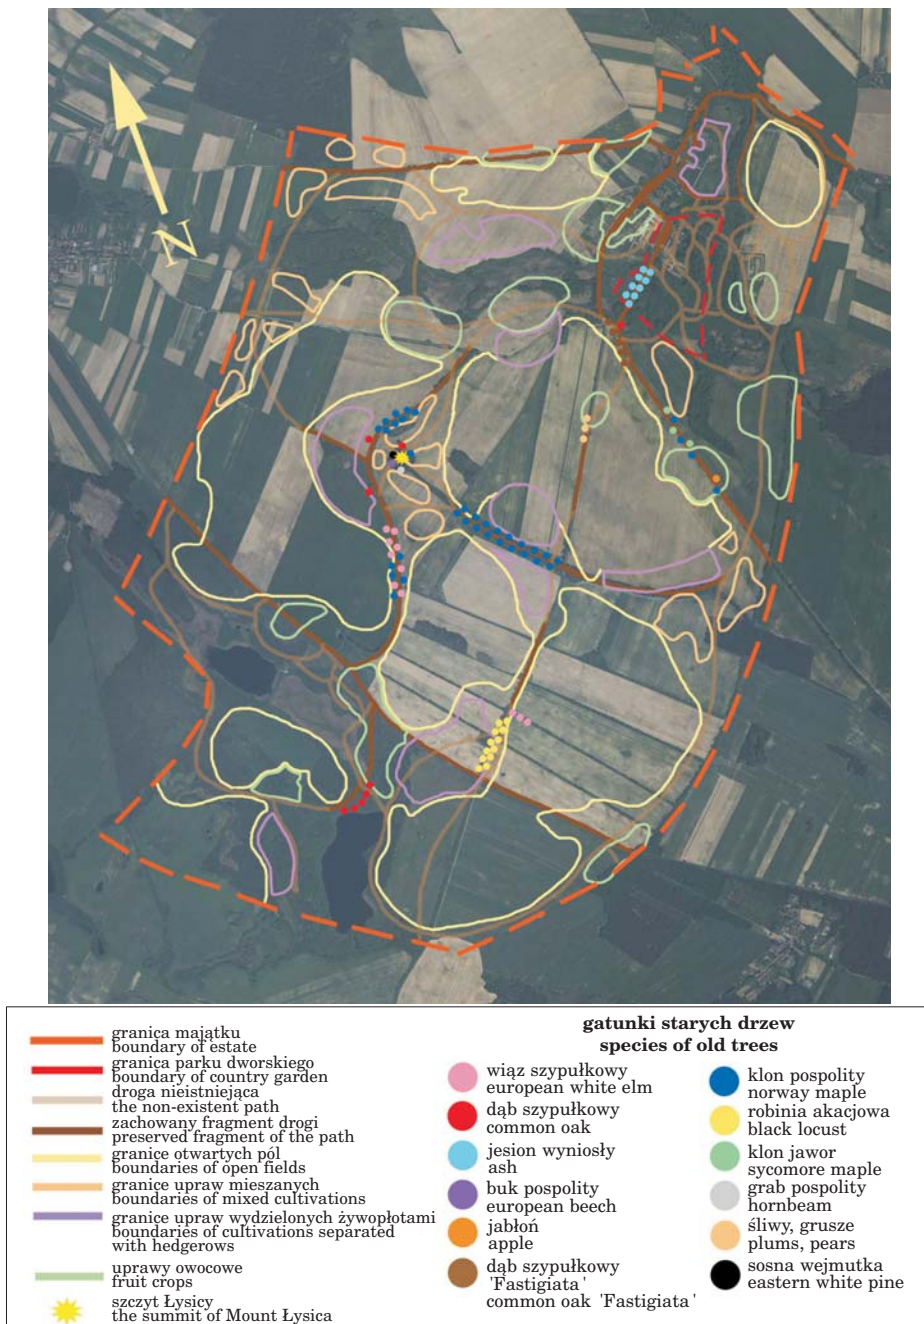 N
granica majątku
boundary of estate
granica parku dworskiego
boundary of country garden
droga nieistniejąca
the non-existent path
zachowany fragment drogi
preserved fragment of the path
granice otwartych pól
boundaries of open fields
granice upraw mieszanych
boundaries of mixed cultivations
granice upraw wydzielonych żywopłotami
boundaries of cultivations separated
with hedgerows
uprawy owocowe
fruit crops
szczyt Łysicy
the summit of Mount Łysica
gatunki starych drzew
species of old trees
wiąz szypułkowy
european white elm
dąb szypułkowy
common oak
jesion wyniosły
ash
buk pospolity
european beech
jabłoń
apple
dąb szypułkowy
'Fastigiata'
common oak 'Fastigiata'
klon pospolity
norway maple
robinia akacjowa
black locust
klon jawor
sycomore maple
grab pospolity
hornbeam
śliwy, grusze
plums, pears
sosna wejmutka
eastern white pine